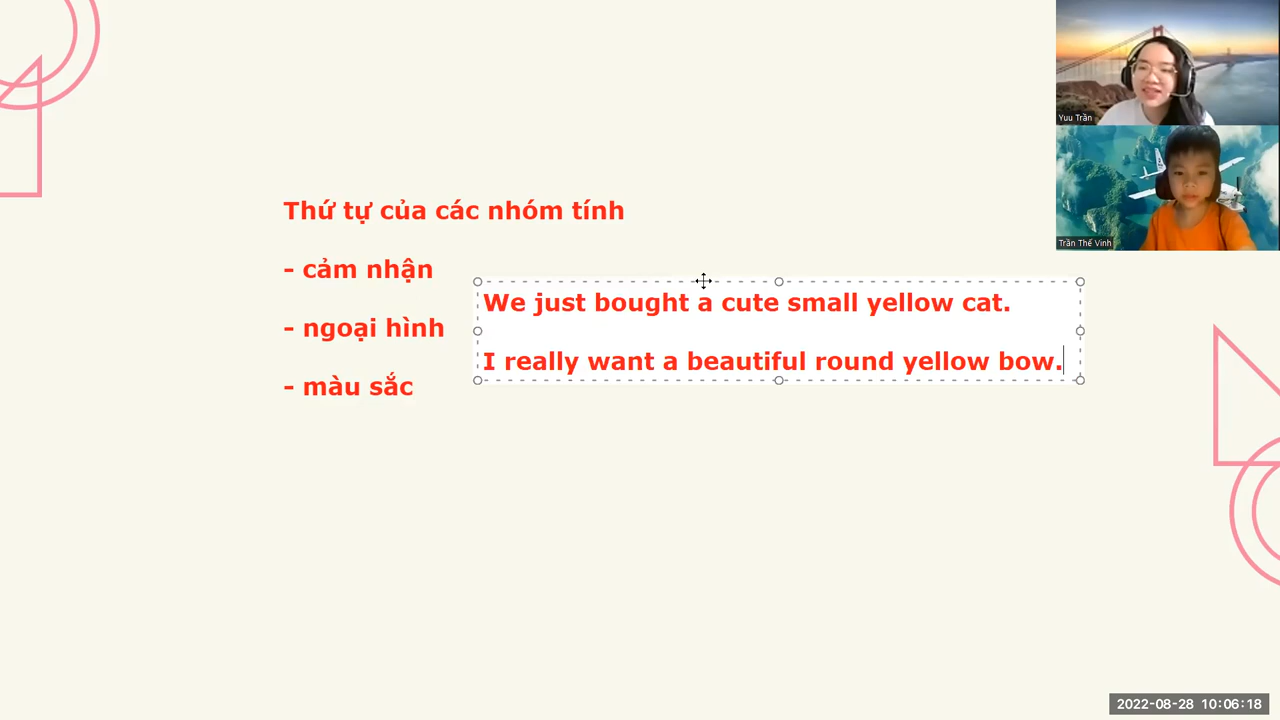 Yuu Trần
Trần Thế Vinh
Thứ tự của các nhóm tính
- cảm nhận
- ngoại hình
- màu sắc
We just bought a cute small yellow cat.
I really want a beautiful round yellow bow.
2022-08-28 10:06:18